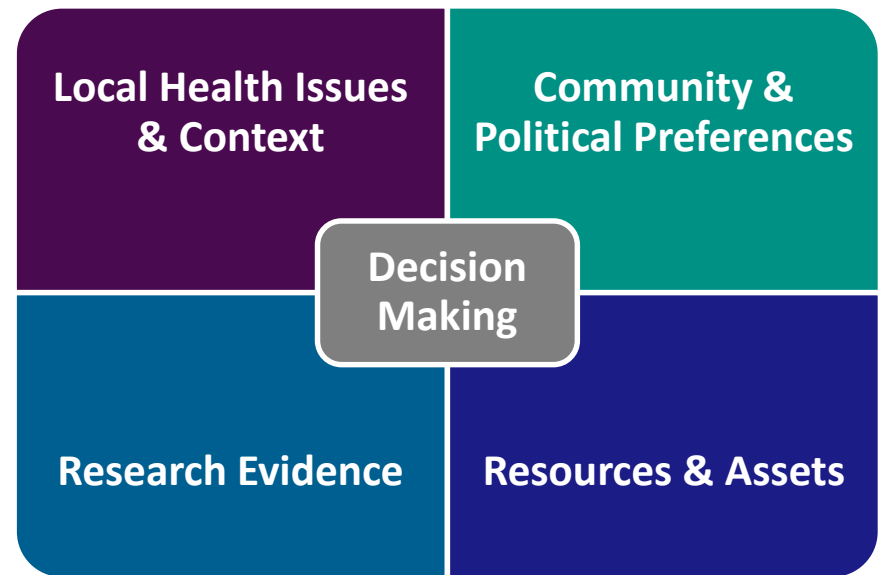 Local Health Issues
& Context
Community &
Political Preferences
Decision
Making
Research Evidence
Resources & Assets